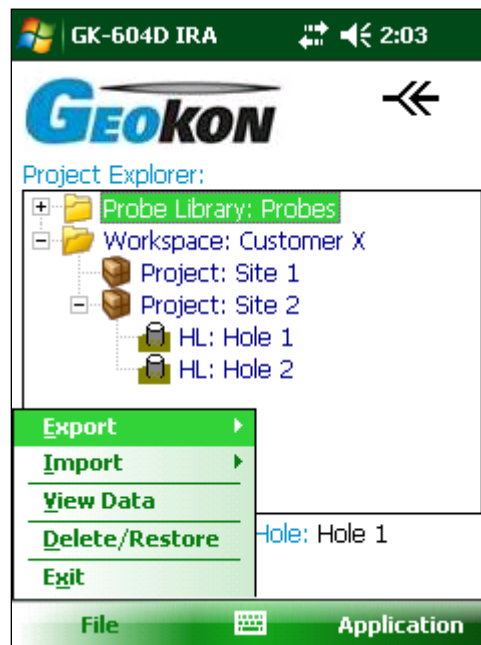 GK-604D IRA 2:03
GEOKON
Project Explorer:
Probe Library: Probes
Workspace: Customer X
Project: Site 1
Project: Site 2
HL: Hole 1
HL: Hole 2
Export
Import
View Data
Delete/Restore
Hole: Hole 1
Exit
File Application